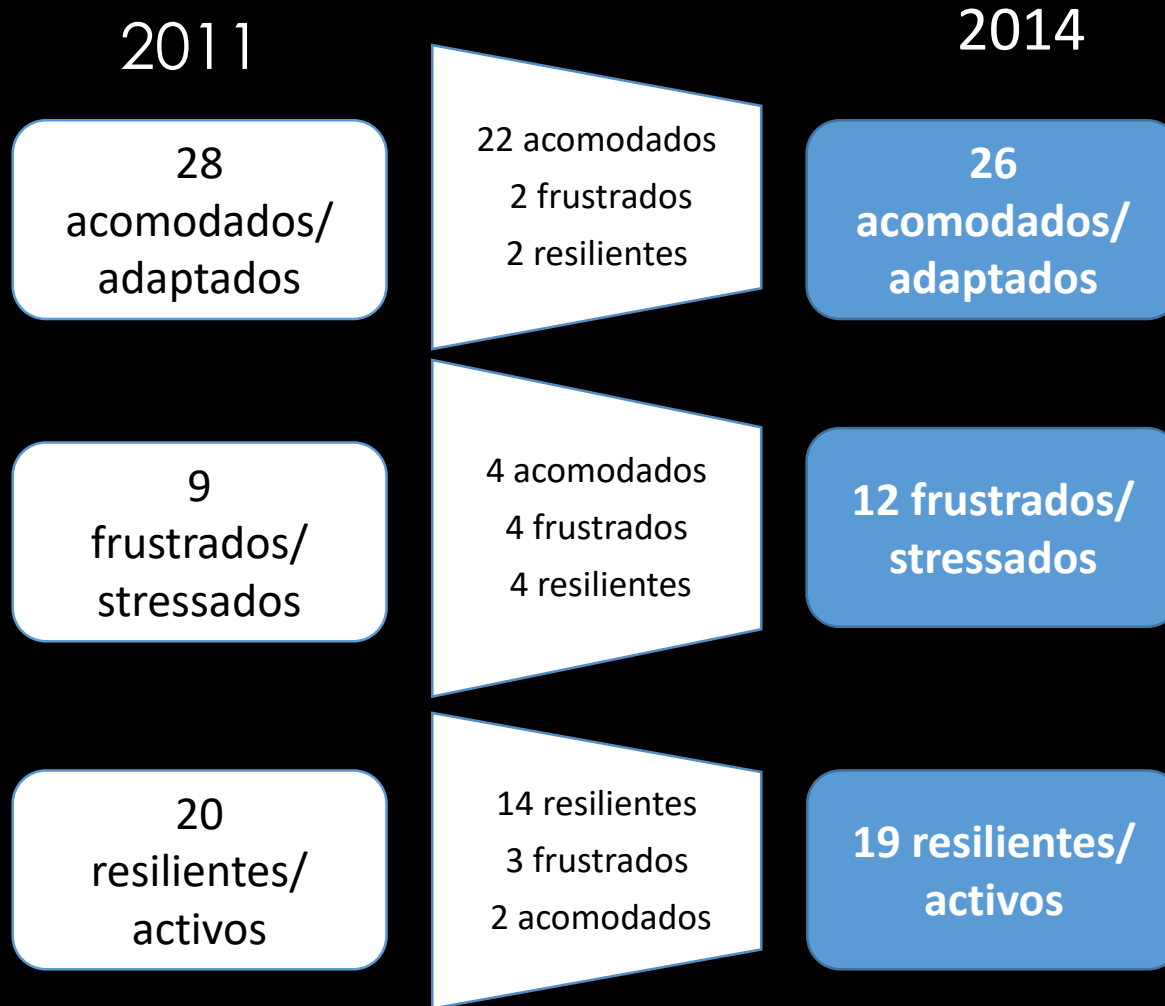 2011
2014
28
acomodados/
adaptados
22 acomodados
2 frustrados
2 resilientes
26
acomodados/
adaptados
9
frustrados/
stressados
4 acomodados
4 frustrados
4 resilientes
12 frustrados/
stressados
20
resilientes/
activos
14 resilientes
3 frustrados
2 acomodados
19 resilientes/
activos